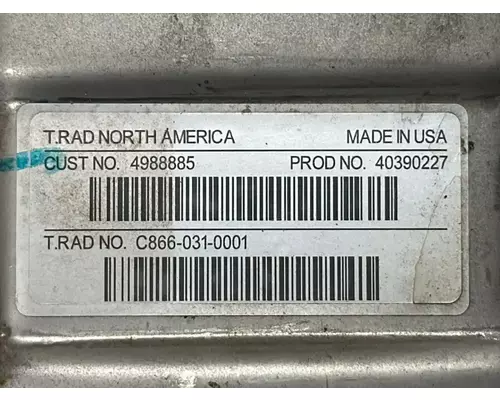 T.RAD NORTH AMERICA MADE IN USA
CUST NO. 4988885 PROD NO. 40390227
T.RAD NO. C866-031-0001